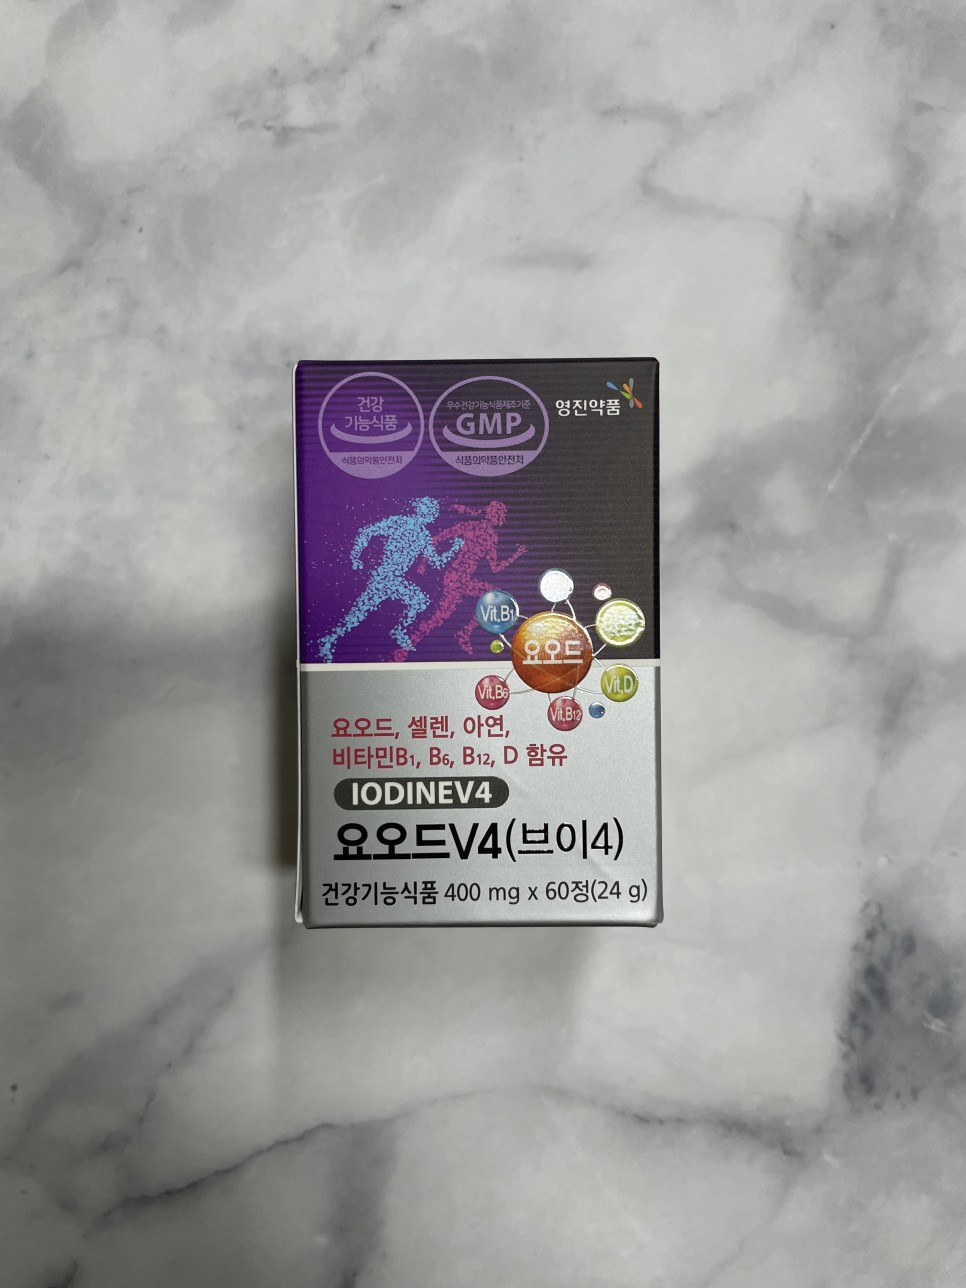 건강
기능식품
식품의약품안전처
우수건강기능식품제조기준
GMP
식품의약품안전처
영진약품
Vit.B1
요오드
Vit.D
Vit.B6
Vit.B12
요오드, 셀렌, 아연,
비타민B1, B6, B12, D 함유
IODINEV4
요오드V4(브이4)
건강기능식품 400 mg x 60정(24 g)